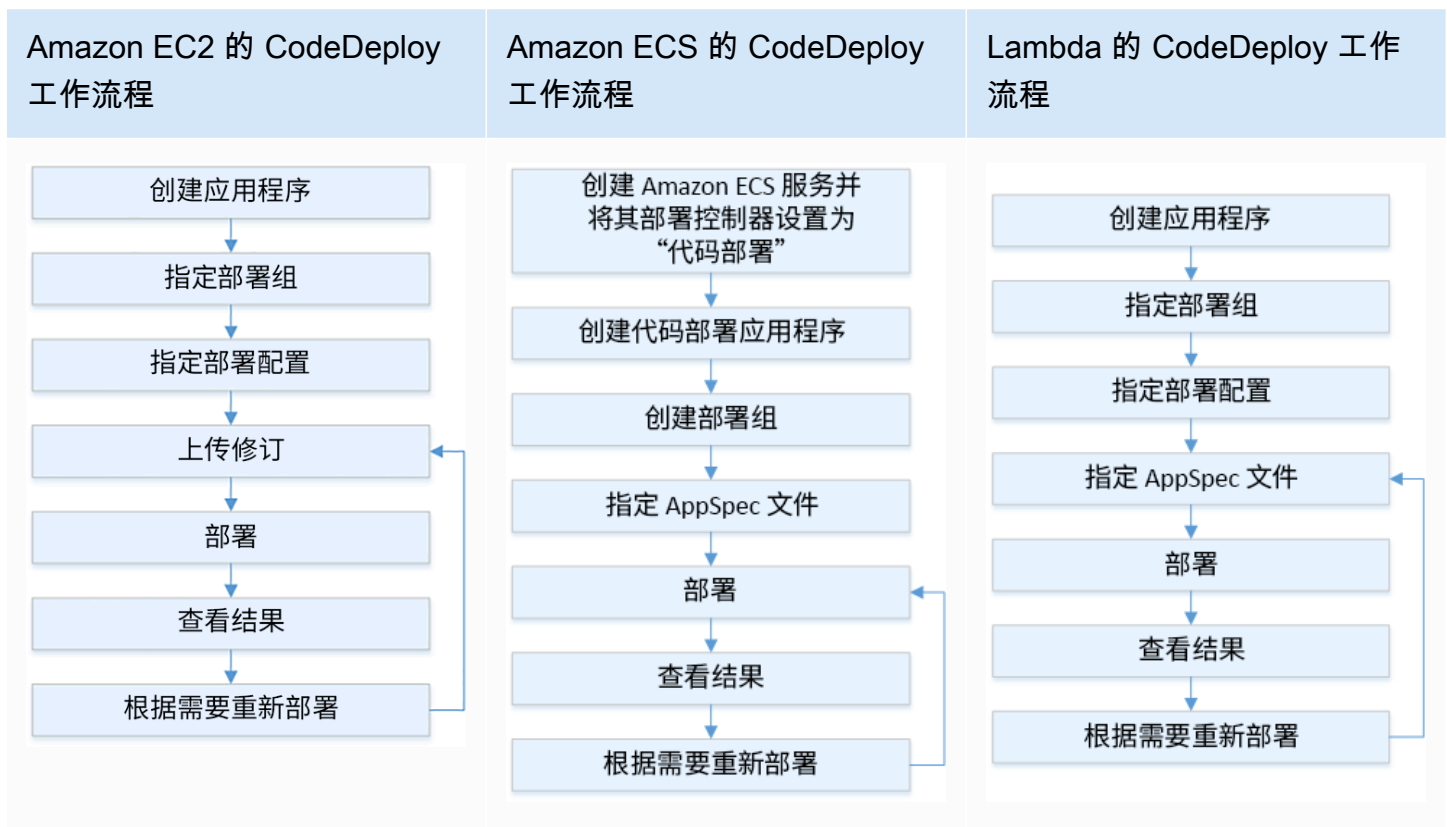 Amazon EC2 的 CodeDeploy
工作流程
Amazon ECS 的 CodeDeploy
工作流程
Lambda 的 CodeDeploy 工作
流程
创建应用程序
指定部署组
指定部署配置
上传修订
部署
查看结果
根据需要重新部署
创建 Amazon ECS 服务并
将其部署控制器设置为
“代码部署”
创建代码部署应用程序
创建部署组
指定 AppSpec 文件
部署
查看结果
根据需要重新部署
创建应用程序
指定部署组
指定部署配置
指定 AppSpec 文件
部署
查看结果
根据需要重新部署